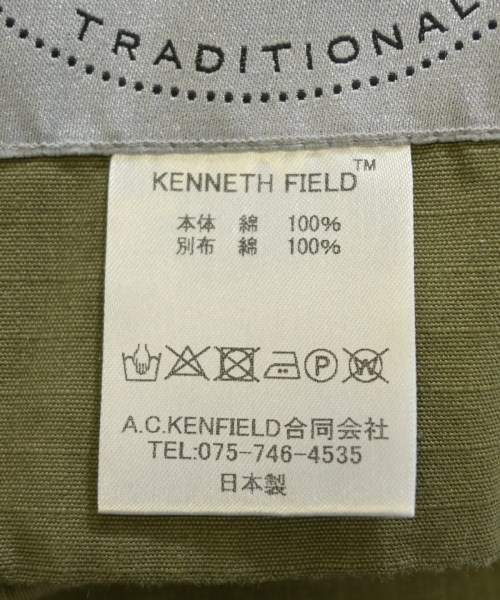 TRADITIONAL
KENNETH FIELD™
本体 綿 100%
別布 綿 100%
P W
A.C.KENFIELD合同会社
TEL:075-746-4535
日本製